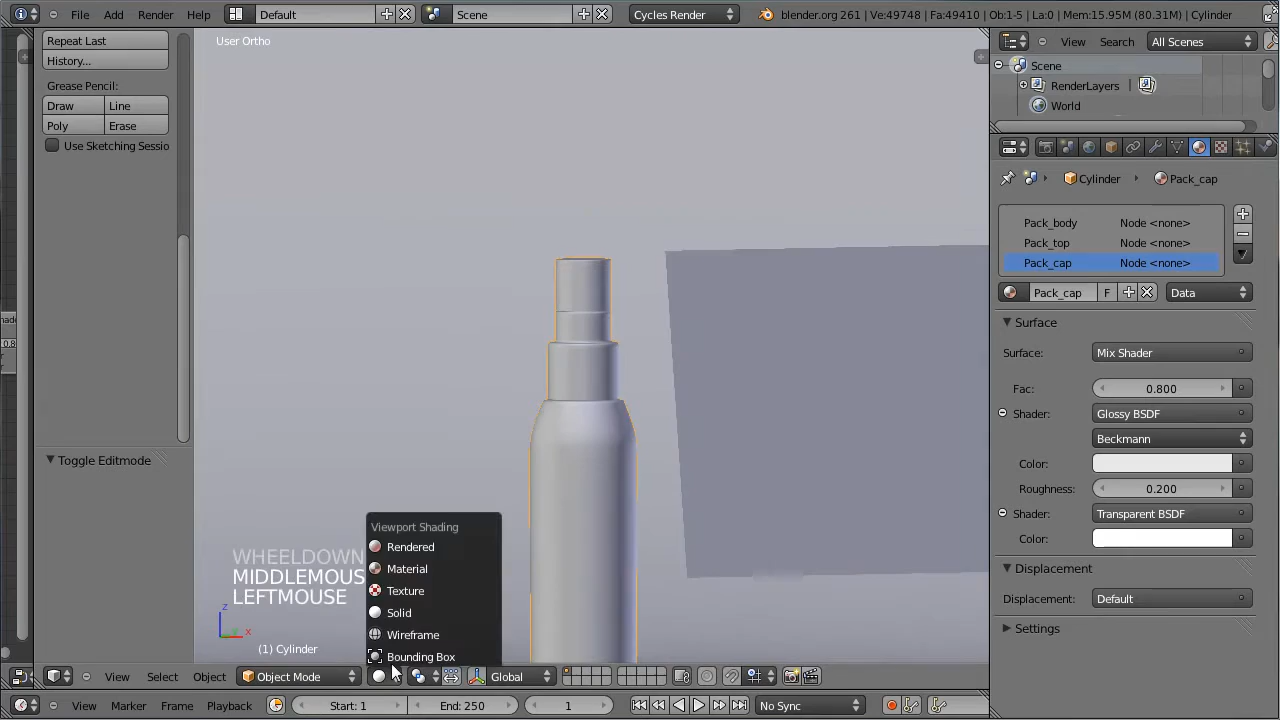 File Add Render Help Default Scene Cycles Render blender.org 261 | Ve:49748 | Fa:49410 | Ob:1-5 | La:0 | Mem:15.95M (80.31M) | Cylinder
Repeat Last
History...
Grease Pencil:
Draw Line
Poly Erase
Use Sketching Sessio
Toggle Editmode
User Ortho
WHEELDOWN
MIDDLEMOUS
LEFTMOUSE
z
x
(1) Cylinder
Viewport Shading
Rendered
Material
Texture
Solid
Wireframe
Bounding Box
View Select Object Object Mode Global
View Marker Frame Playback Start: 1 End: 250 1 No Sync
View Search All Scenes
Scene
RenderLayers |
World
Cylinder Pack_cap
Pack_body Node <none>
Pack_top Node <none>
Pack_cap Node <none>
Pack_cap F Data
Surface
Surface: Mix Shader
Fac: 0.800
Shader: Glossy BSDF
Beckmann
Color:
Roughness: 0.200
Shader: Transparent BSDF
Color:
Displacement
Displacement: Default
Settings